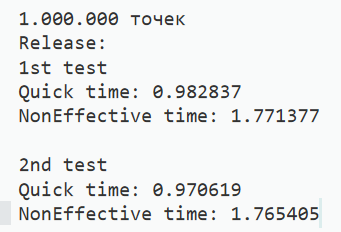 1.000.000 точек
Release:
1st test
Quick time: 0.982837
NonEffective time: 1.771377
2nd test
Quick time: 0.970619
NonEffective time: 1.765405